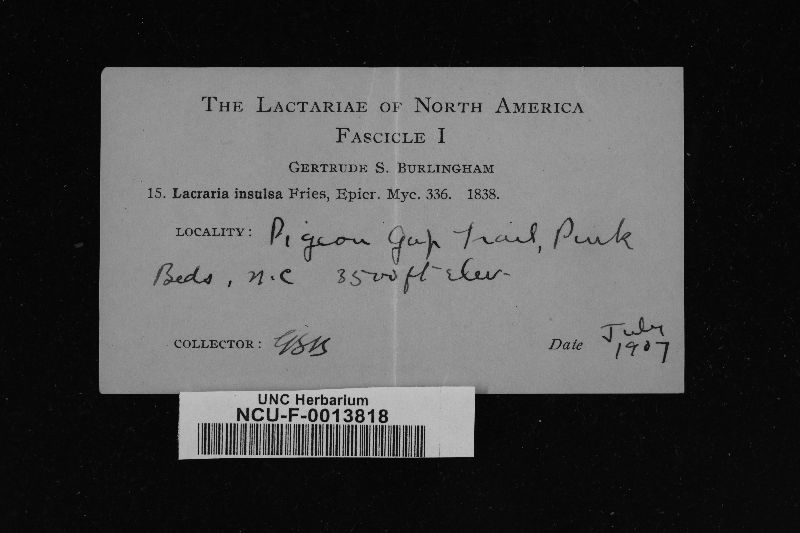 THE LACTARIAE OF NORTH AMERICA
FASCICLE I
GERTRUDE S. BURLINGHAM
15. Lacraria insulsa Fries, Epicr. Myc. 336. 1838.
LOCALITY: Pigeon Gap Trail, Pink
Beds, N.C 3500 ft elev-
COLLECTOR: GSB
Date July
1907
UNC Herbarium
NCU-F-0013818